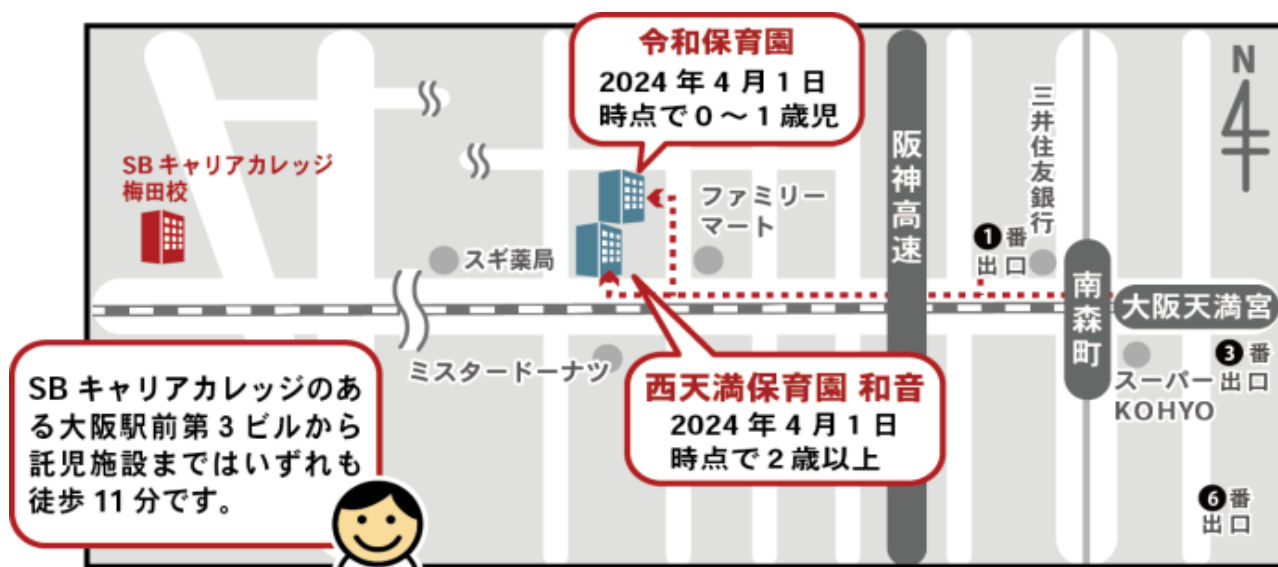 令和保育園
2024年4月1日
時点で0～1歳児
N
SBキャリアカレッジ
梅田校
スギ薬局
ファミリー
マート
阪神高速
三井住友銀行
1番
出口
南森町
大阪天満宮
3番
出口
スーパー
KOHYO
6番
出口
ミスタードーナツ
西天満保育園 和音
2024年4月1日
時点で2歳以上
SBキャリアカレッジのあ
る大阪駅前第3ビルから
託児施設まではいずれも
徒歩11分です。